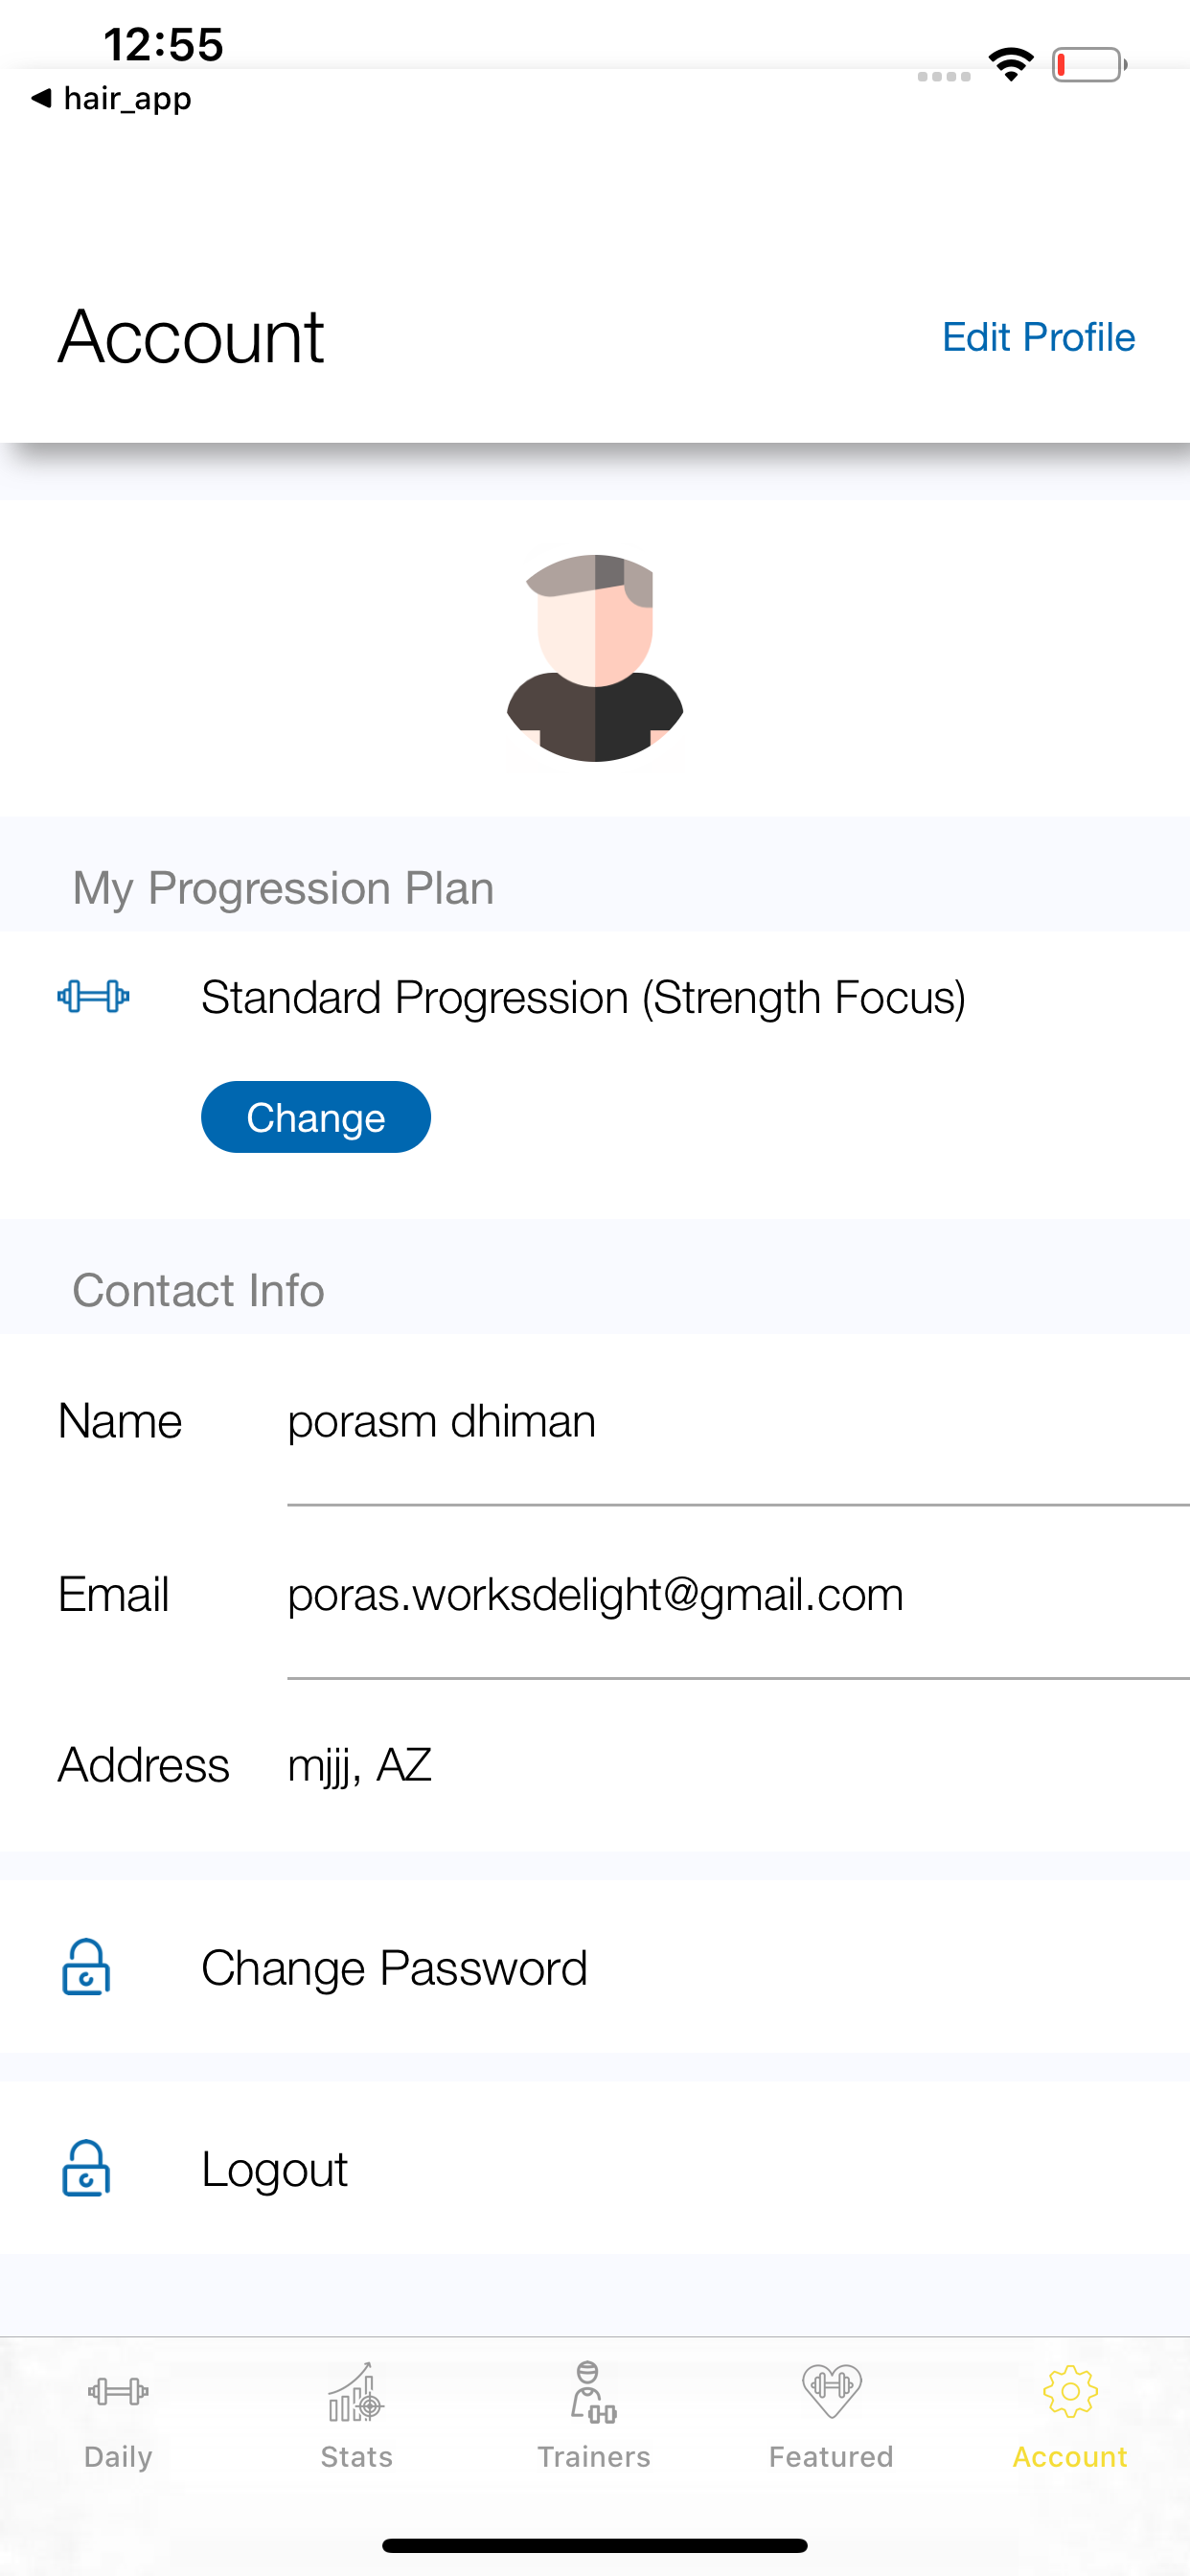 12:55
◀ hair_app
Account
Edit Profile
My Progression Plan
Standard Progression (Strength Focus)
Change
Contact Info
Name porasm dhiman
Email poras.worksdelight@gmail.com
Address mjjj, AZ
Change Password
Logout
Daily Stats Trainers Featured Account